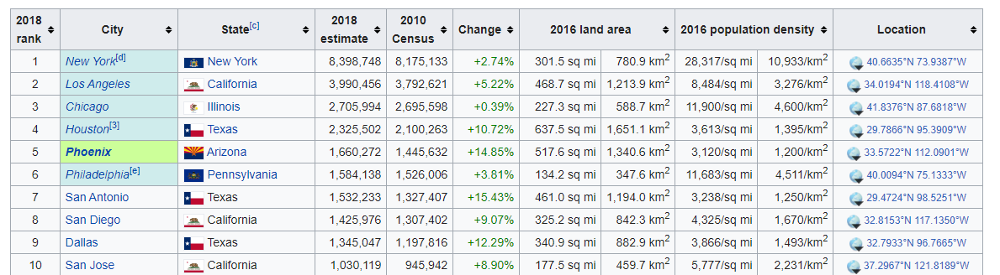 2018 rank City State[c] 2018 estimate 2010 Census Change 2016 land area 2016 population density Location
1 New York[d] New York 8,398,748 8,175,133 +2.74% 301.5 sq mi 780.9 km2 28,317/sq mi 10,933/km2 40.6635°N 73.9387°W
2 Los Angeles California 3,990,456 3,792,621 +5.22% 468.7 sq mi 1,213.9 km2 8,484/sq mi 3,276/km2 34.0194°N 118.4108°W
3 Chicago Illinois 2,705,994 2,695,598 +0.39% 227.3 sq mi 588.7 km2 11,900/sq mi 4,600/km2 41.8376°N 87.6818°W
4 Houston[3] Texas 2,325,502 2,100,263 +10.72% 637.5 sq mi 1,651.1 km2 3,613/sq mi 1,395/km2 29.7866°N 95.3909°W
5 Phoenix Arizona 1,660,272 1,445,632 +14.85% 517.6 sq mi 1,340.6 km2 3,120/sq mi 1,200/km2 33.5722°N 112.0901°W
6 Philadelphia[e] Pennsylvania 1,584,138 1,526,006 +3.81% 134.2 sq mi 347.6 km2 11,683/sq mi 4,511/km2 40.0094°N 75.1333°W
7 San Antonio Texas 1,532,233 1,327,407 +15.43% 461.0 sq mi 1,194.0 km2 3,238/sq mi 1,250/km2 29.4724°N 98.5251°W
8 San Diego California 1,425,976 1,307,402 +9.07% 325.2 sq mi 842.3 km2 4,325/sq mi 1,670/km2 32.8153°N 117.1350°W
9 Dallas Texas 1,345,047 1,197,816 +12.29% 340.9 sq mi 882.9 km2 3,866/sq mi 1,493/km2 32.7933°N 96.7665°W
10 San Jose California 1,030,119 945,942 +8.90% 177.5 sq mi 459.7 km2 5,777/sq mi 2,231/km2 37.2967°N 121.8189°W